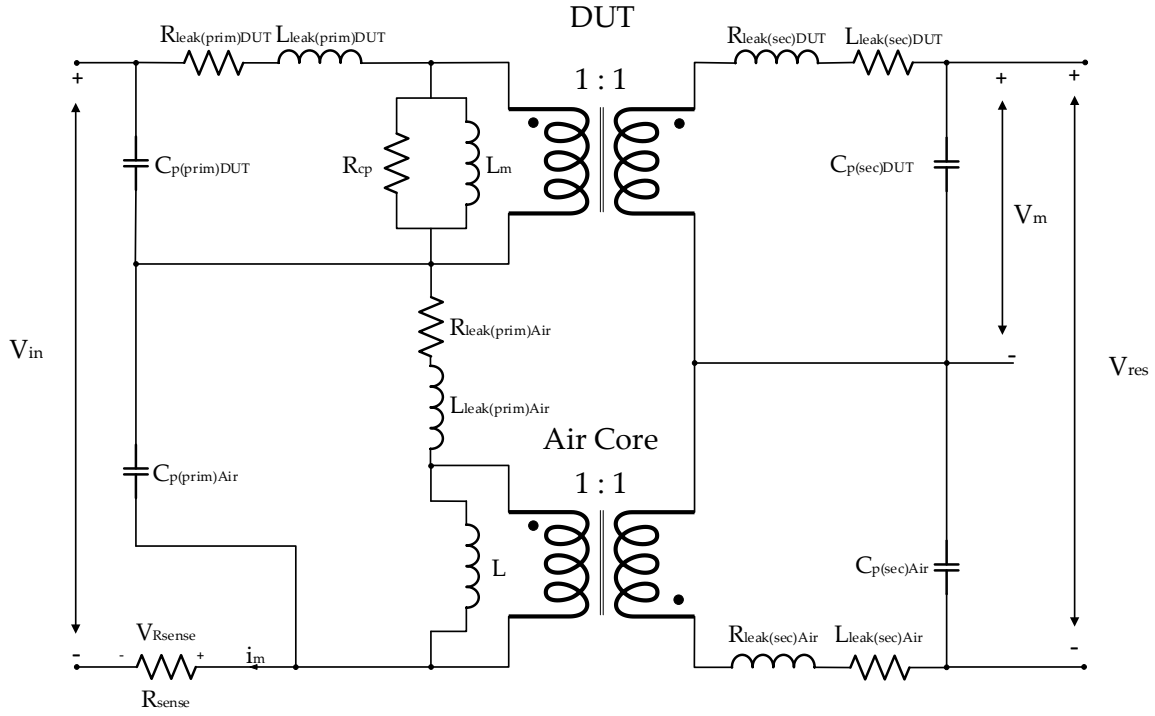 DUT
Rleak(prim)DUT Lleak(prim)DUT
Rleak(sec)DUT Lleak(sec)DUT
1 : 1
+
+
+
Cp(prim)DUT
Rcp
Lm
Cp(sec)DUT
Vm
Rleak(prim)Air
Vin
-
Vres
Lleak(prim)Air
Air Core
1 : 1
Cp(prim)Air
L
Cp(sec)Air
VRsense
Rleak(sec)Air Lleak(sec)Air
-
- +
im
-
Rsense